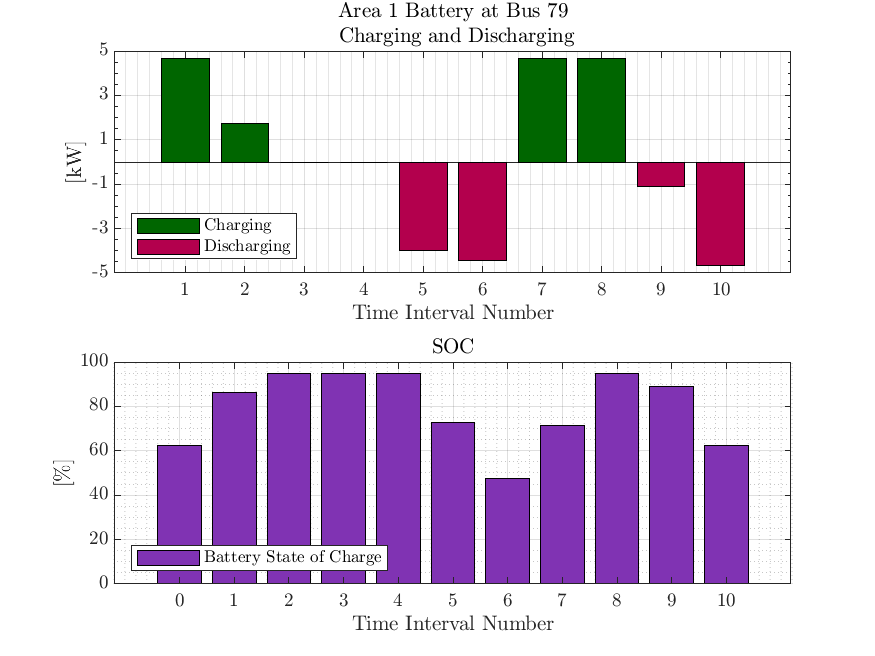 Area 1 Battery at Bus 79
Charging and Discharging
5
3
1
-1
-3
-5
[kW]
Charging
Discharging
1 2 3 4 5 6 7 8 9 10
Time Interval Number
SOC
100
80
60
40
20
0
[%]
Battery State of Charge
0 1 2 3 4 5 6 7 8 9 10
Time Interval Number